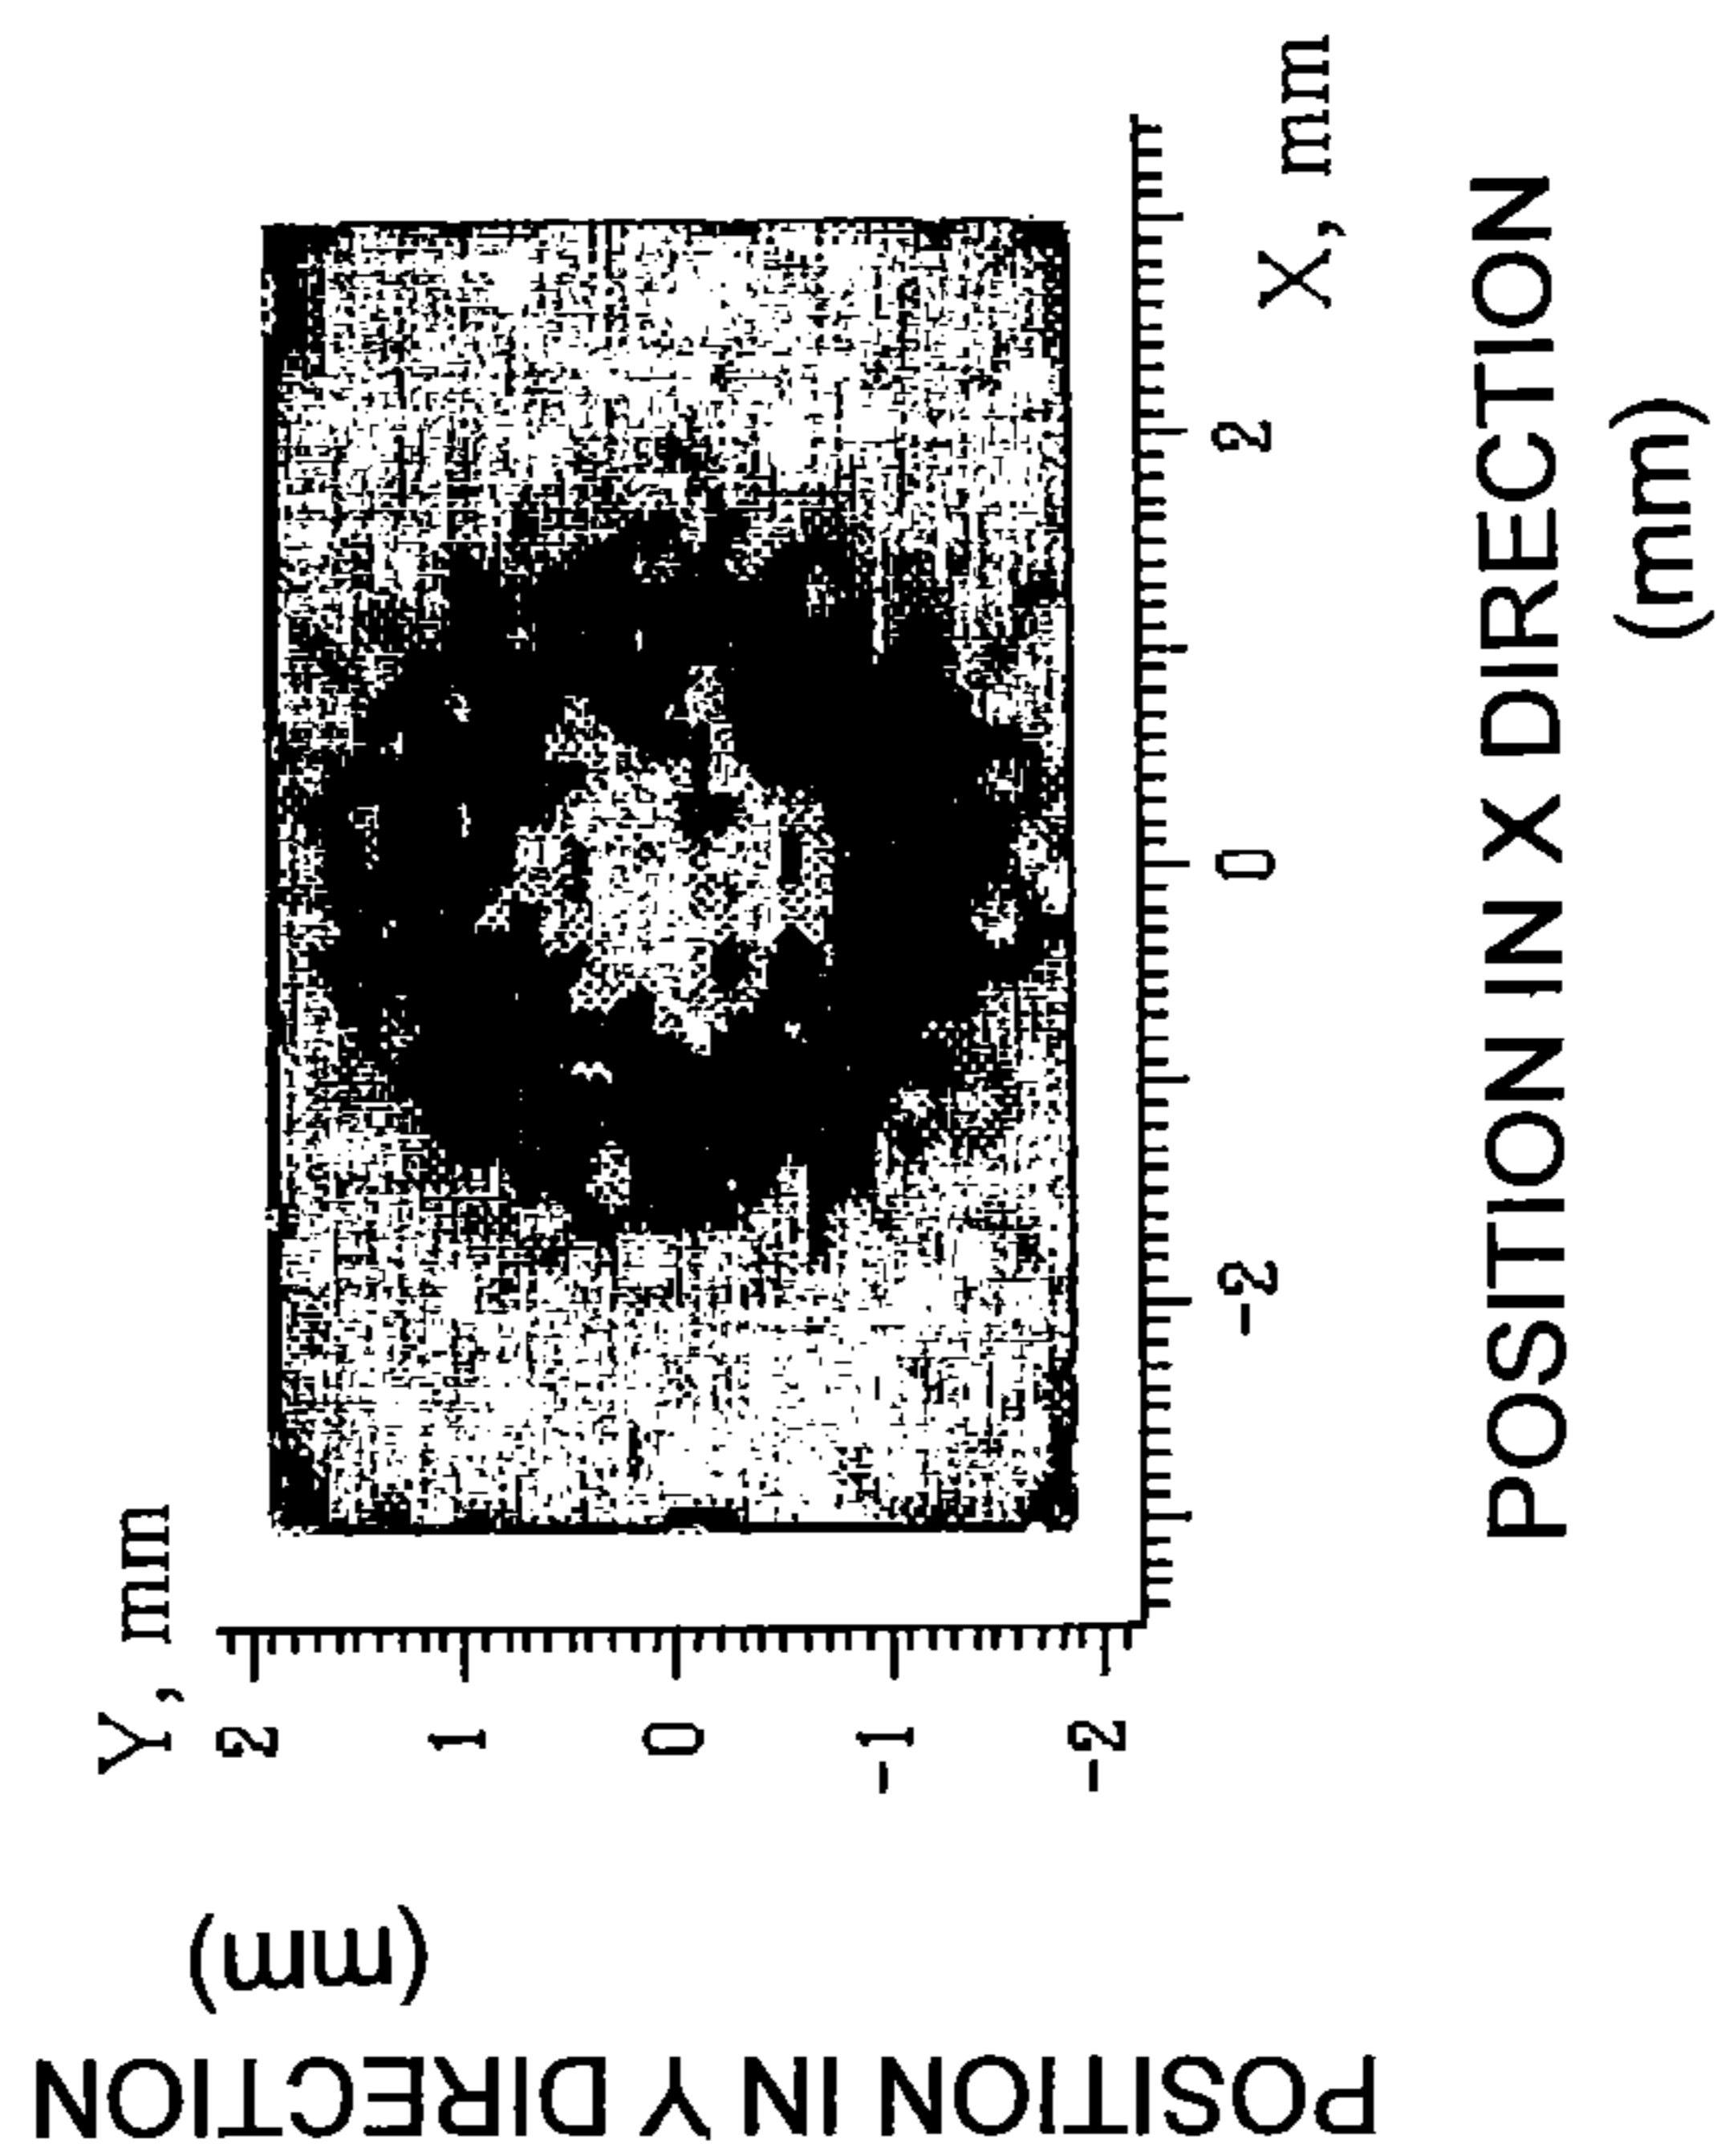 POSITION IN Y DIRECTION
(mm)
Y, mm
2
1
0
-1
-2
-2 0 2
X, mm
POSITION IN X DIRECTION
(mm)